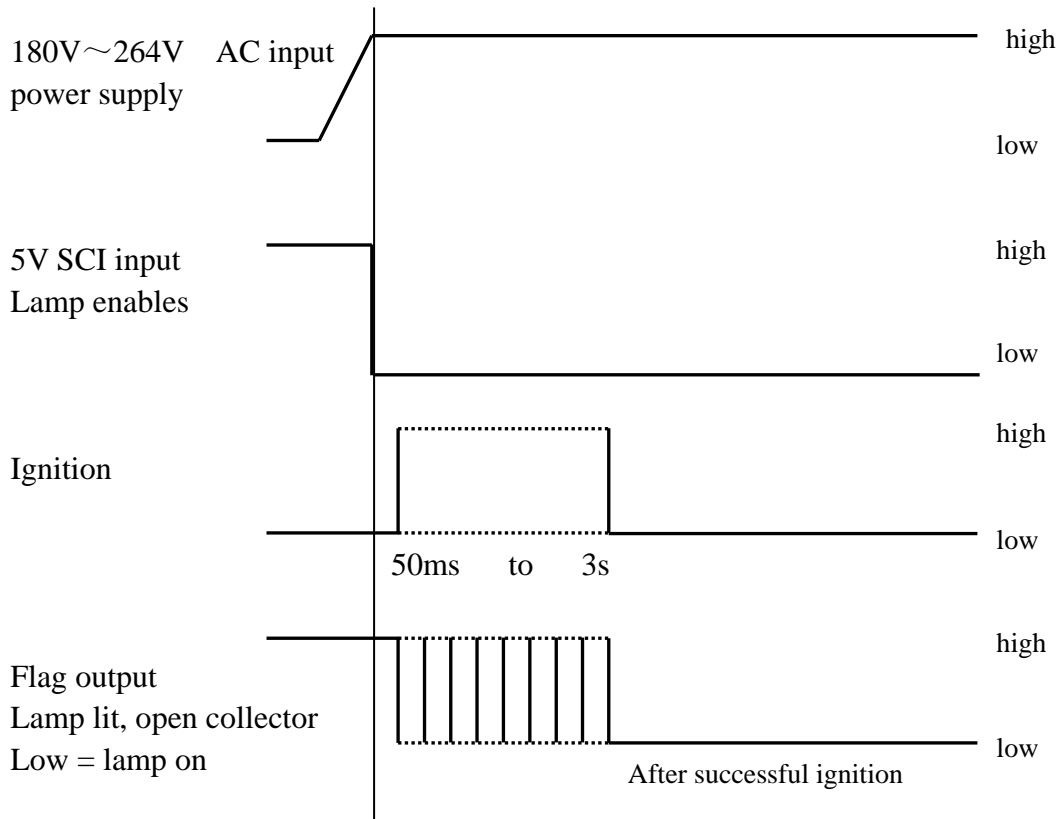 180V～264V AC input
power supply
high
low
5V SCI input
Lamp enables
high
low
Ignition
high
low
50ms to 3s
Flag output
Lamp lit, open collector
Low = lamp on
high
low
After successful ignition